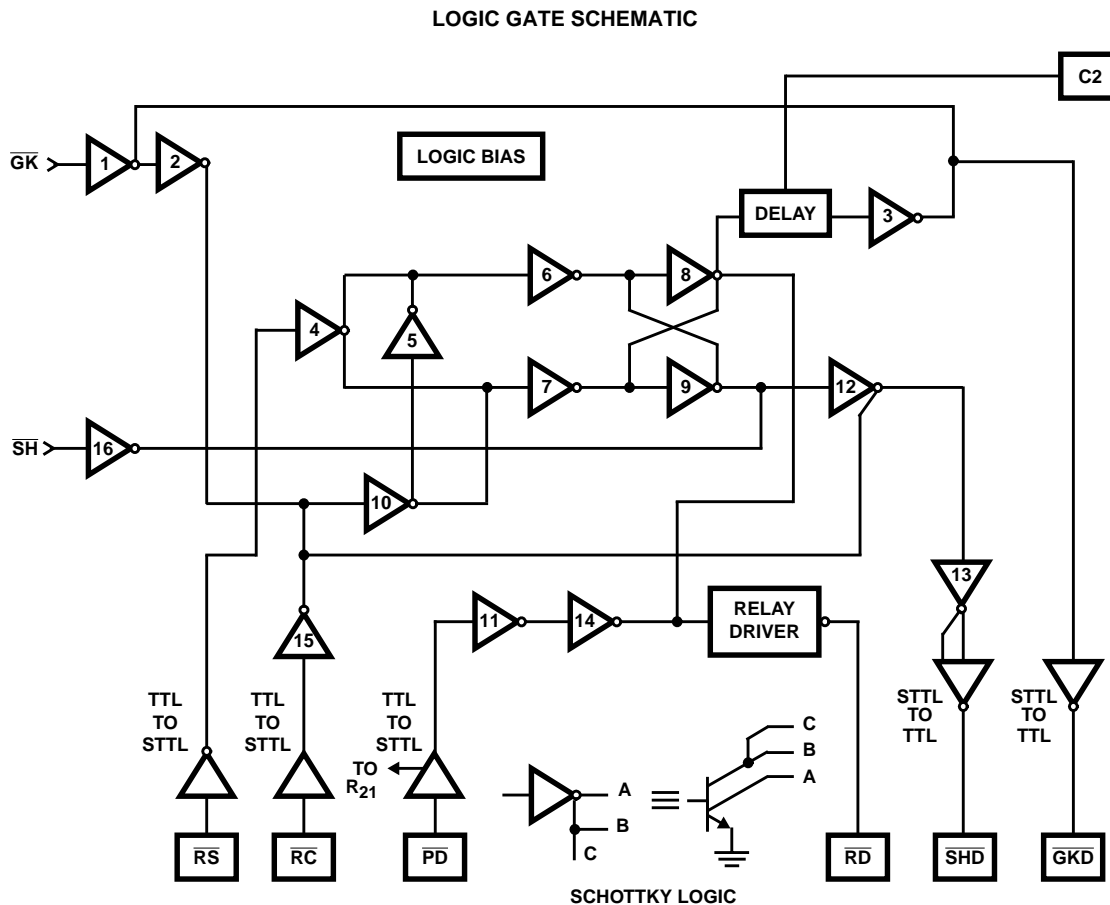 LOGIC GATE SCHEMATIC
C2
GK
1
2
LOGIC BIAS
DELAY
3
4
5
6
8
7
9
12
SH
16
10
13
11
14
RELAY
DRIVER
15
TTL
TO
STTL
TTL
TO
STTL
TTL
TO
STTL
TO
R21
STTL
TO
TTL
STTL
TO
TTL
A
B
C
C
B
A
RS
RC
PD
RD
SHD
GKD
SCHOTTKY LOGIC